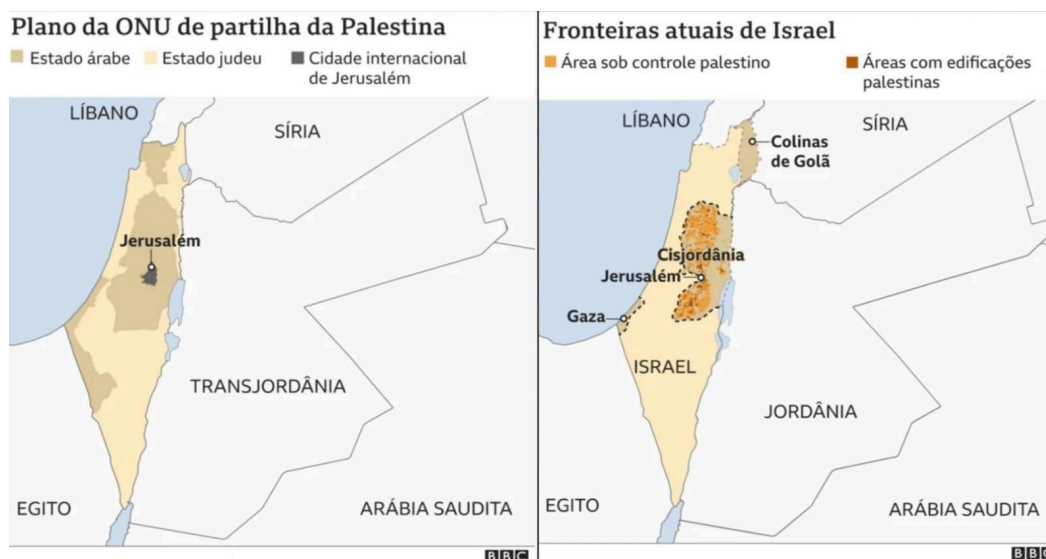 Plano da ONU de partilha da Palestina
Estado árabe
Estado judeu
Cidade internacional
de Jerusalém
LÍBANO
SÍRIA
Jerusalém
TRANSJORDÂNIA
EGITO
ARÁBIA SAUDITA
BBC
Fronteiras atuais de Israel
Área sob controle palestino
Áreas com edificações
palestinas
LÍBANO
SÍRIA
Colinas
de Golã
Cisjordânia
Jerusalém
Gaza
ISRAEL
JORDÂNIA
EGITO
ARÁBIA SAUDITA
BBC